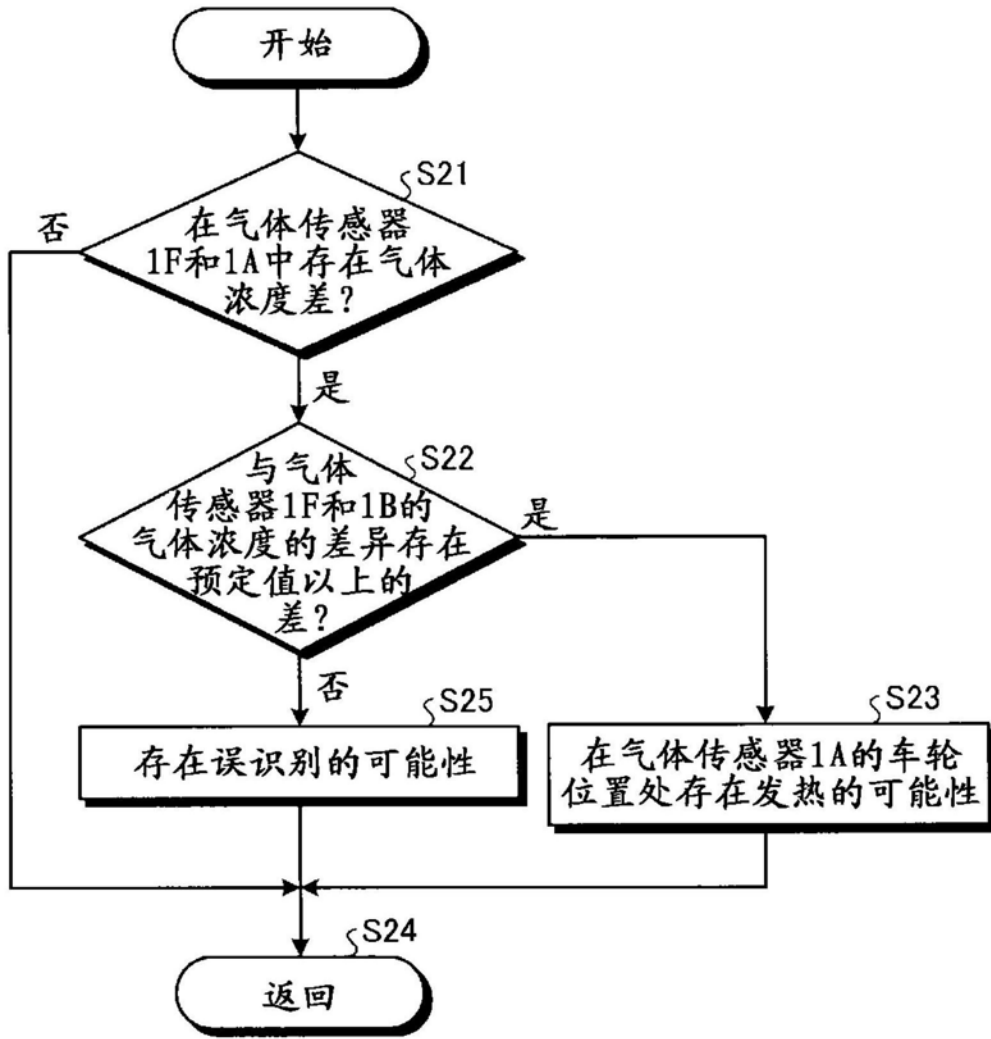 开始
S21
否
在气体传感器
1F和1A中存在气体
浓度差？
是
S22
与气体
传感器1F和1B的
气体浓度的差异存在
预定值以上的
差？
是
否
S25
存在误识别的可能性
S23
在气体传感器1A的车轮
位置处存在发热的可能性
S24
返回